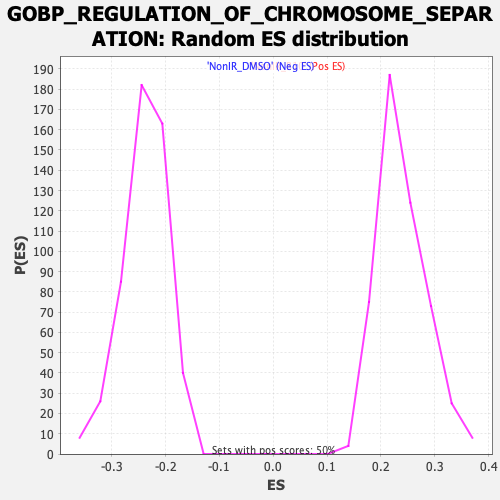 GOBP_REGULATION_OF_CHROMOSOME_SEPAR
ATION: Random ES distribution
'NonIR_DMSO' (Neg ES) Pos ES)
190
180
170
160
150
140
130
120
110
100
90
80
70
60
50
40
30
20
10
0
P(ES)
Sets with pos scores: 50%
-0.3 -0.2 -0.1 0.0 0.1 0.2 0.3 0.4
ES